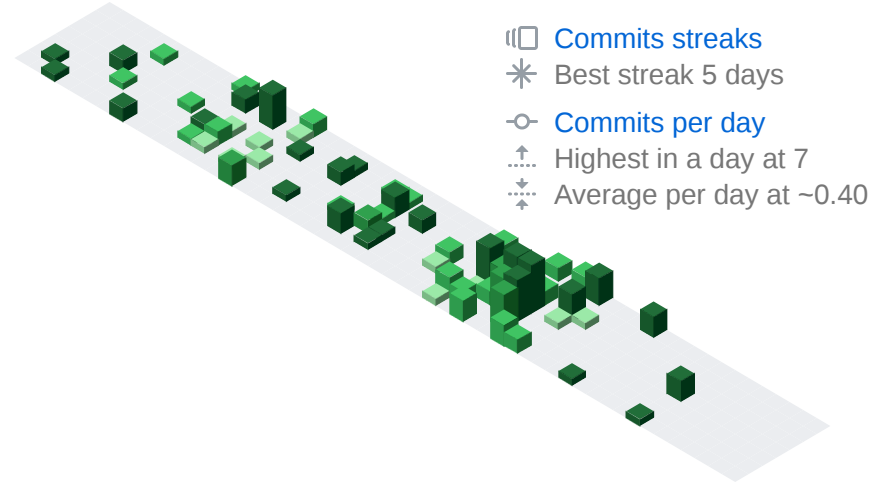 Commits streaks
Best streak 5 days
Commits per day
Highest in a day at 7
Average per day at ~0.40